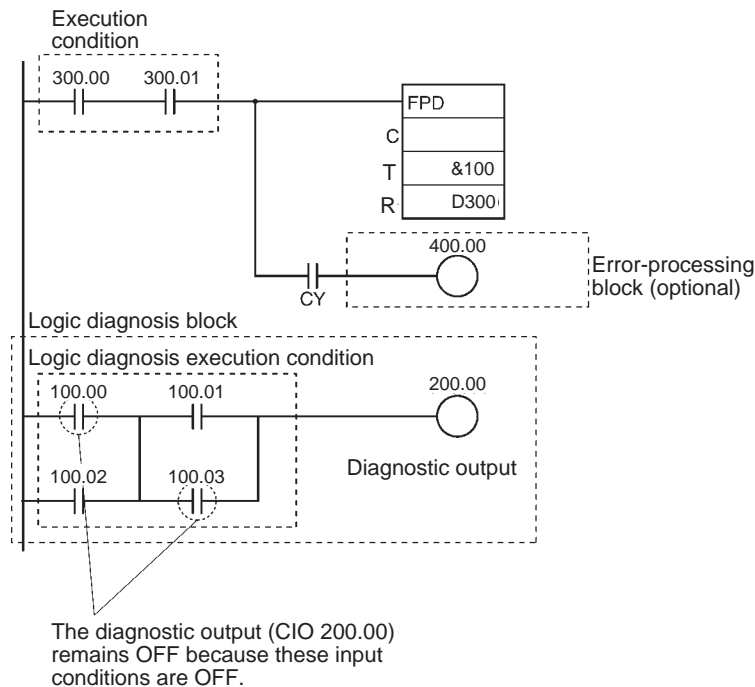 Execution
condition
300.00 300.01
FPD
C
T &100
R D300
400.00
CY
Error-processing
block (optional)
Logic diagnosis block
Logic diagnosis execution condition
100.00 100.01 200.00
100.02 100.03 Diagnostic output
The diagnostic output (CIO 200.00)
remains OFF because these input
conditions are OFF.